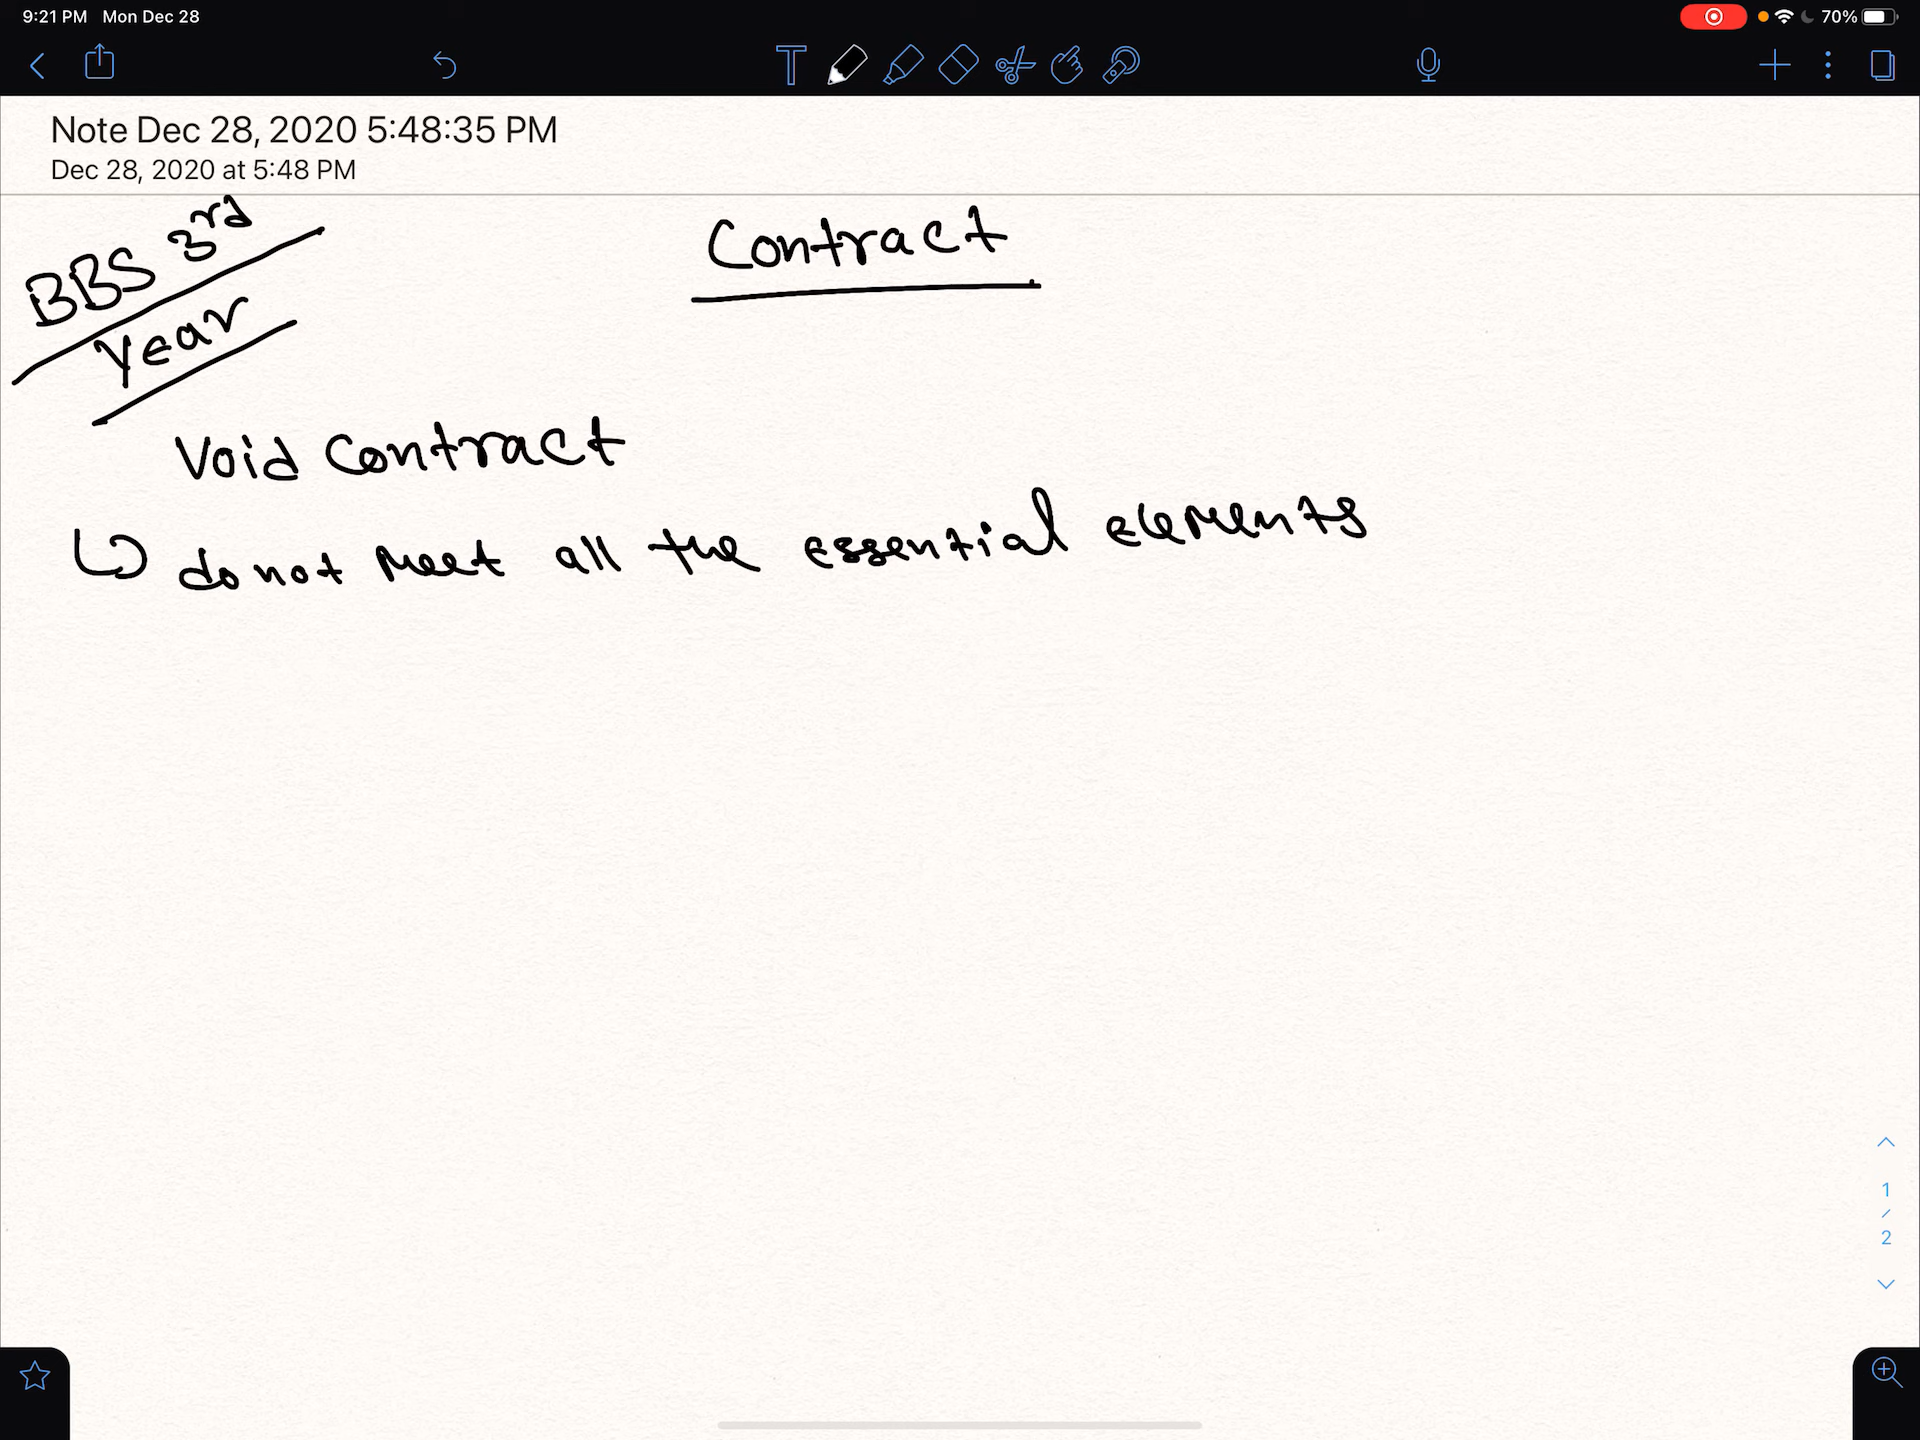 9:21 PM Mon Dec 28
70%
Note Dec 28, 2020 5:48:35 PM
Dec 28, 2020 at 5:48 PM
BBS 3rd
Year
Contract
Void Contract
do not meet all the essential elements
1
/
2